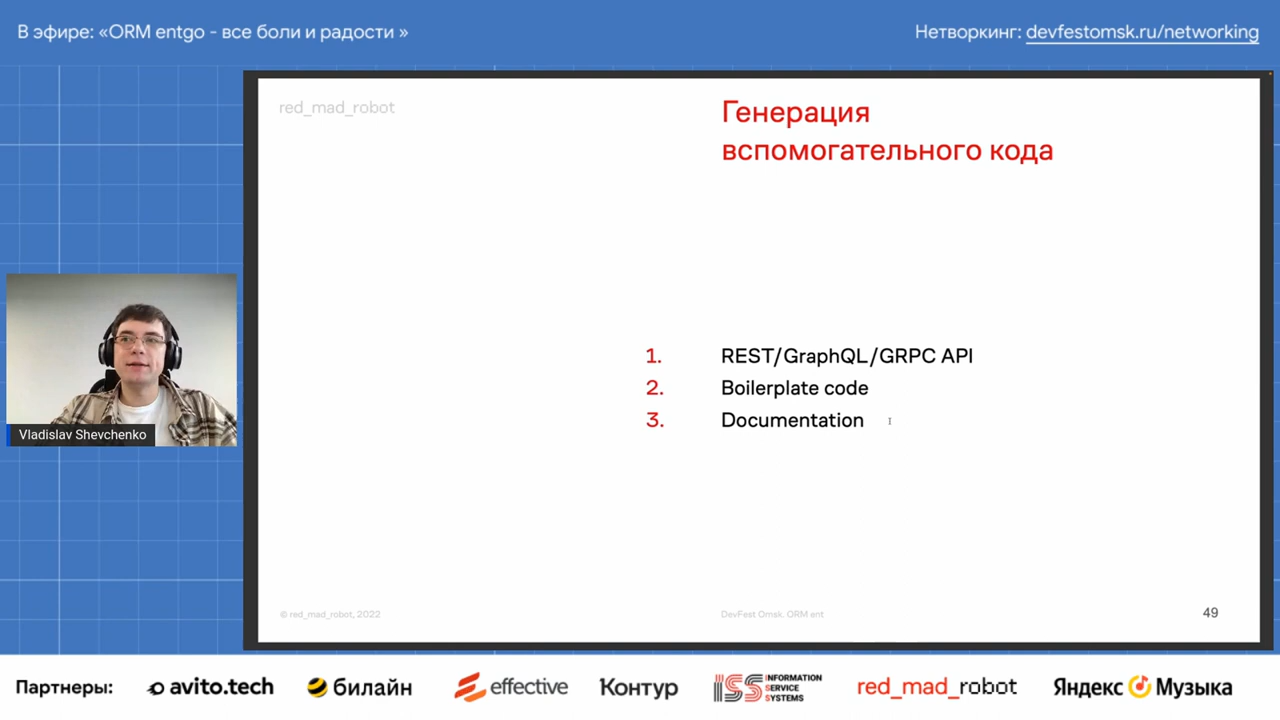 В эфире: «ORM entgo - все боли и радости »
Нетворкинг: devfestomsk.ru/networking
red_mad_robot
Генерация
вспомогательного кода
1. REST/GraphQL/GRPC API
2. Boilerplate code
3. Documentation
Vladislav Shevchenko
© red_mad_robot, 2022
DevFest Omsk. ORM ent
49
Партнеры:
avito.tech
билайн
effective
Контур
ISS INFORMATION
SERVICE
SYSTEMS
red_mad_robot
Яндекс Музыка